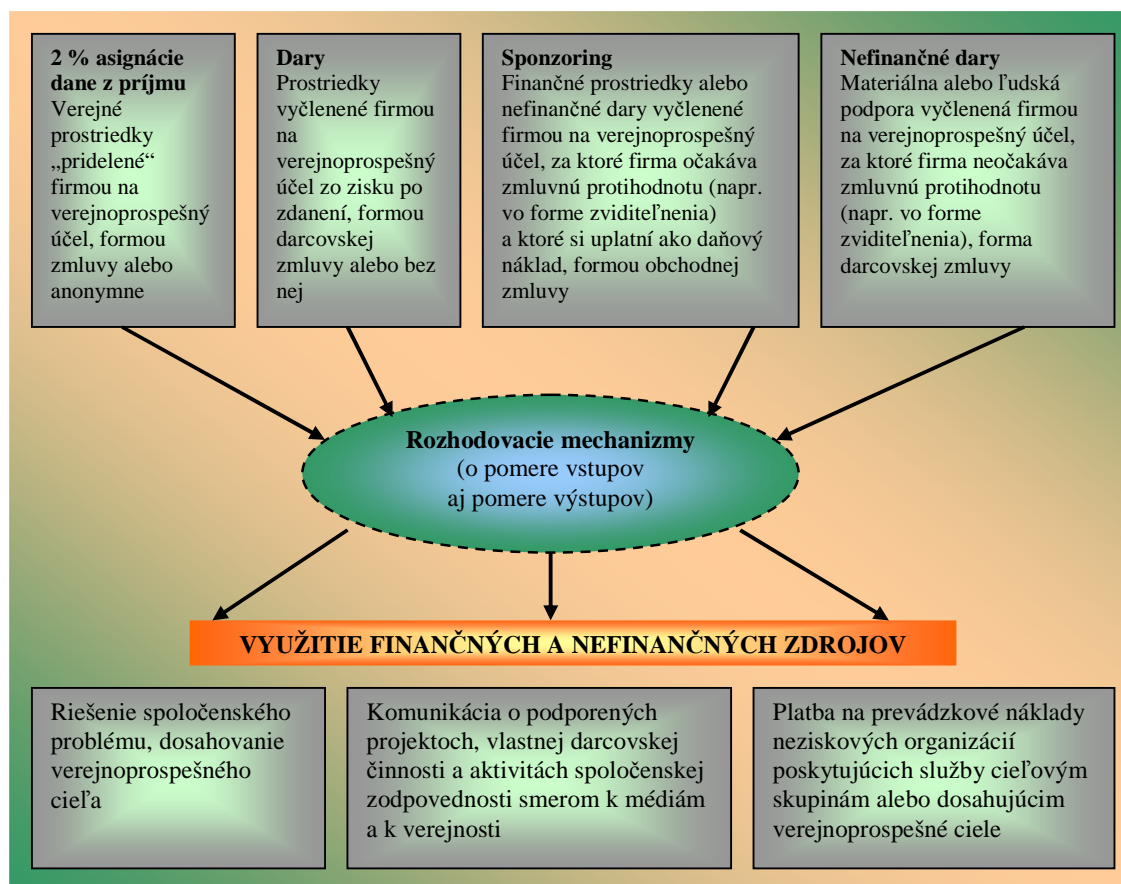 2 % asignácie
dane z príjmu
Verejné
prostriedky
„pridelené“
firmou na
verejnoprospešný
účel, formou
zmluvy alebo
anonymne
Dary
Prostriedky
vyčlenené firmou
na
verejnoprospešný
účel zo zisku po
zdanení, formou
darcovskej
zmluvy alebo bez
nej
Sponzoring
Finančné prostriedky alebo
nefinančné dary vyčlenené
firmou na verejnoprospešný
účel, za ktoré firma očakáva
zmluvnú protihodnotu (napr.
vo forme zviditeľnenia)
a ktoré si uplatní ako daňový
náklad, formou obchodnej
zmluvy
Nefinančné dary
Materiálna alebo ľudská
podpora vyčlenená firmou
na verejnoprospešný účel,
za ktoré firma neočakáva
zmluvnú protihodnotu
(napr. vo forme
zviditeľnenia), forma
darcovskej zmluvy
Rozhodovacie mechanizmy
(o pomere vstupov
aj pomere výstupov)
VYUŽITIE FINANČNÝCH A NEFINANČNÝCH ZDROJOV
Riešenie spoločenského
problému, dosahovanie
verejnoprospešného
cieľa
Komunikácia o podporených
projektoch, vlastnej darcovskej
činnosti a aktivitách spoločenskej
zodpovednosti smerom k médiám
a k verejnosti
Platba na prevádzkové náklady
neziskových organizácií
poskytujúcich služby cieľovým
skupinám alebo dosahujúcim
verejnoprospešné ciele